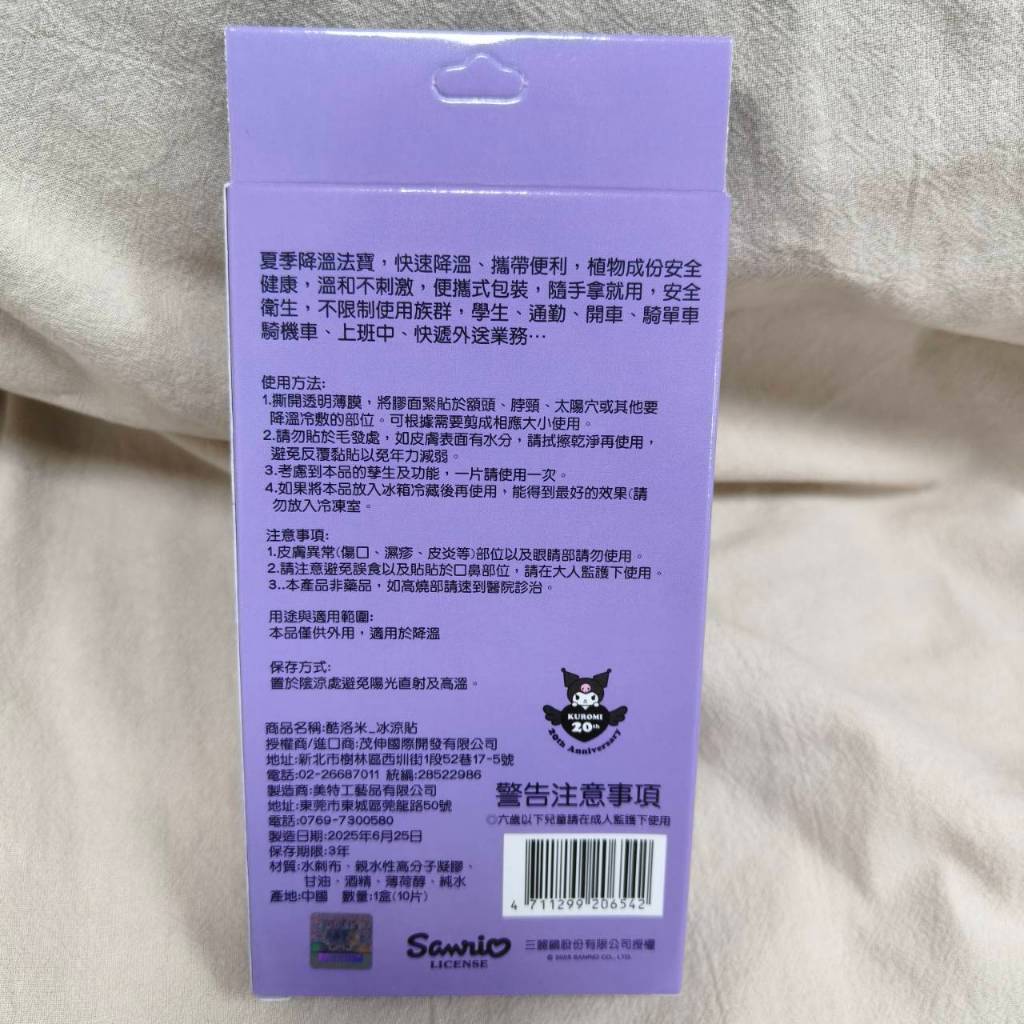 夏季降溫法寶，快速降溫、攜帶便利，植物成份安全
健康，溫和不刺激，便攜式包裝，隨手拿就用，安全
衛生，不限制使用族群，學生、通勤、開車、騎單車
騎機車、上班中、快遞外送業務…
使用方法:
1.撕開透明薄膜，將膠面緊貼於額頭、脖頸、太陽穴或其他要
降溫冷敷的部位。可根據需要剪成相應大小使用。
2.請勿貼於毛發處，如皮膚表面有水分，請拭擦乾淨再使用，
避免反覆黏貼以免年力減弱。
3.考慮到本品的孳生及功能，一片請使用一次。
4.如果將本品放入冰箱冷藏後再使用，能得到最好的效果(請
勿放入冷凍室。
注意事項:
1.皮膚異常(傷口、濕疹、皮炎等)部位以及眼睛部請勿使用。
2.請注意避免誤食以及貼貼於口鼻部位，請在大人監護下使用。
3..本產品非藥品，如高燒部請速到醫院診治。
用途與適用範圍:
本品僅供外用，適用於降溫
保存方式:
置於陰涼處避免陽光直射及高溫。
KUROMI
20th
20th Anniversary
商品名稱:酷洛米_冰涼貼
授權商/進口商:茂伸國際開發有限公司
地址:新北市樹林區西圳街1段52巷17-5號
電話:02-26687011 統編:28522986
製造商:美特工藝品有限公司
地址:東莞市東城區莞龍路50號
電話:0769-7300580
製造日期:2025年6月25日
保存期限:3年
材質:水刺布、親水性高分子凝膠、
甘油、酒精、薄荷醇、純水
產地:中國 數量:1盒(10片)
警告注意事項
◎六歲以下兒童請在成人監護下使用
4 711299 206542
Sanrio
LICENSE
三麗鷗股份有限公司授權
© 2025 SANRIO CO., LTD.